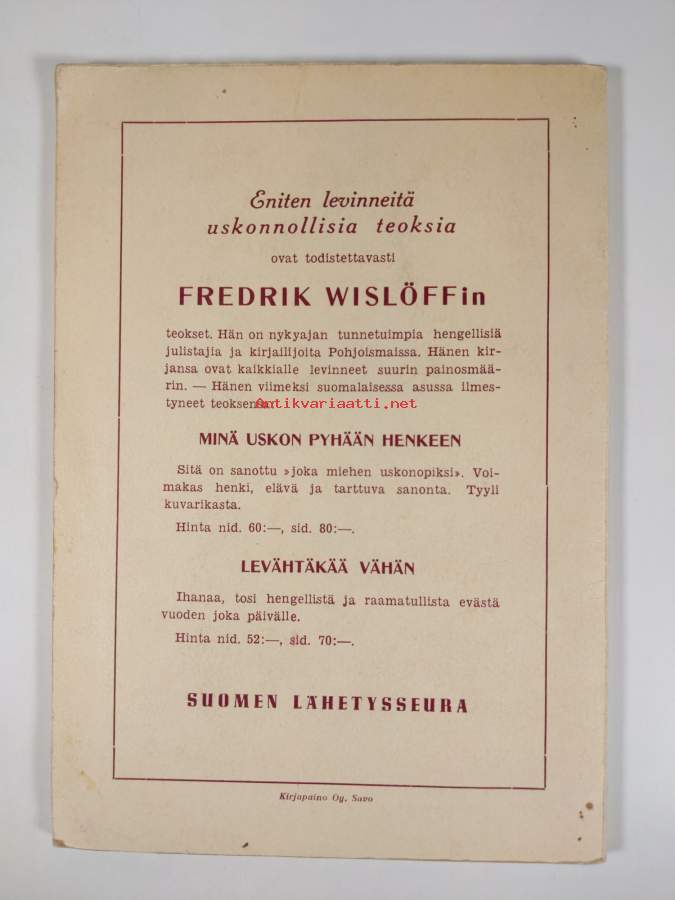 Eniten levinneitä
uskonnollisia teoksia
ovat todistettavasti
FREDRIK WISLÖFFin
teokset. Hän on nykyajan tunnetuimpia hengellisiä
julistajia ja kirjailijoita Pohjoismaissa. Hänen kir-
jansa ovat kaikkialle levinneet suurin painosmää-
rin. — Hänen viimeksi suomalaisessa asussa ilmes-
tyneet teoksensa:
Antikvariaatti.net
MINÄ USKON PYHÄÄN HENKEEN
Sitä on sanottu »joka miehen uskonopiksi». Voi-
makas henki, elävä ja tarttuva sanonta. Tyyli
kuvarikasta.
Hinta nid. 60:—, sid. 80:—.
LEVÄHTÄKÄÄ VÄHÄN
Ihanaa, tosi hengellistä ja raamatullista evästä
vuoden joka päivälle.
Hinta nid. 52:—, sid. 70:—.
SUOMEN LÄHETYSSEURA
Kirjapaino Oy. Savo